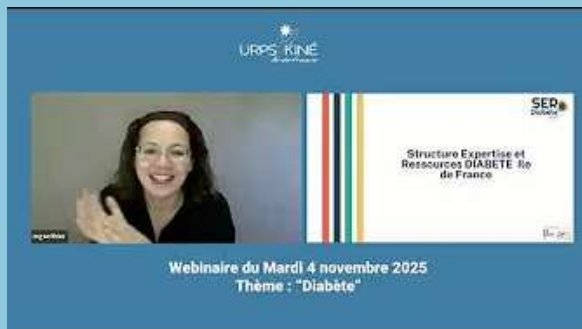 URPS KINÉ
SER
Diabète
Structure Expertise et
Ressources DIABETE Ile
de France
Webinaire du Mardi 4 novembre 2025
Thème : "Diabète"